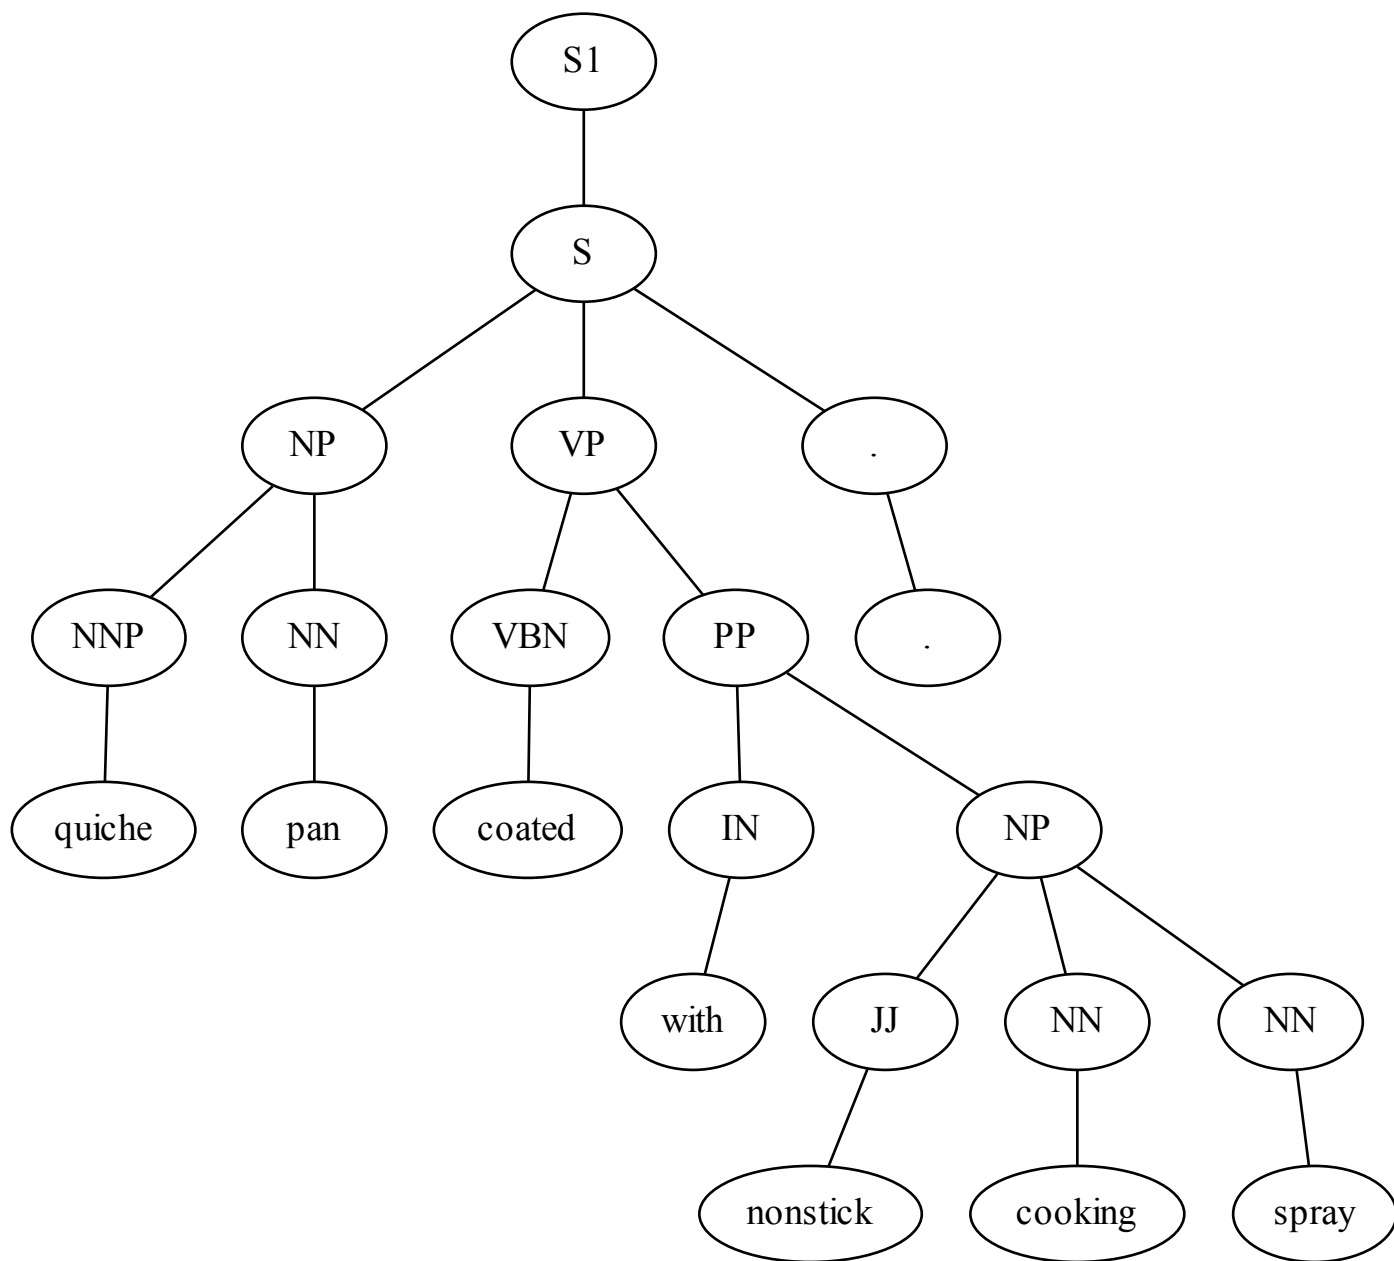 S1
S
NP VP .
NNP NN VBN PP .
quiche pan coated IN NP
with JJ NN NN
nonstick cooking spray